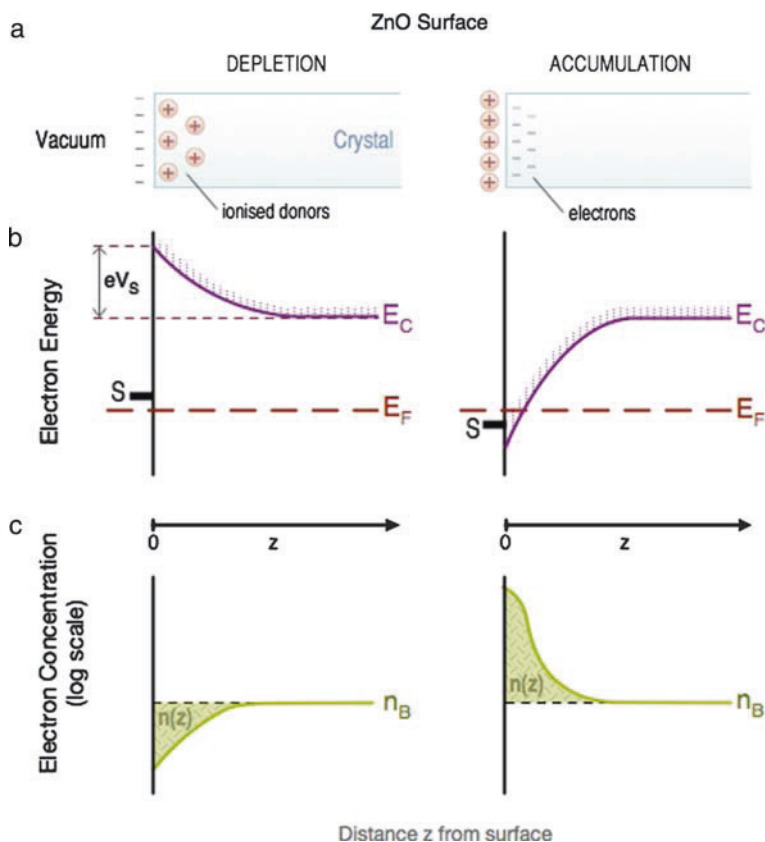 a
ZnO Surface
DEPLETION
ACCUMULATION
Vacuum
Crystal
ionised donors
electrons
b
Electron Energy
eVS
EC
S
EF
EC
S
EF
c
0
z
0
z
Electron Concentration
(log scale)
n(z)
nB
n(z)
nB
Distance z from surface